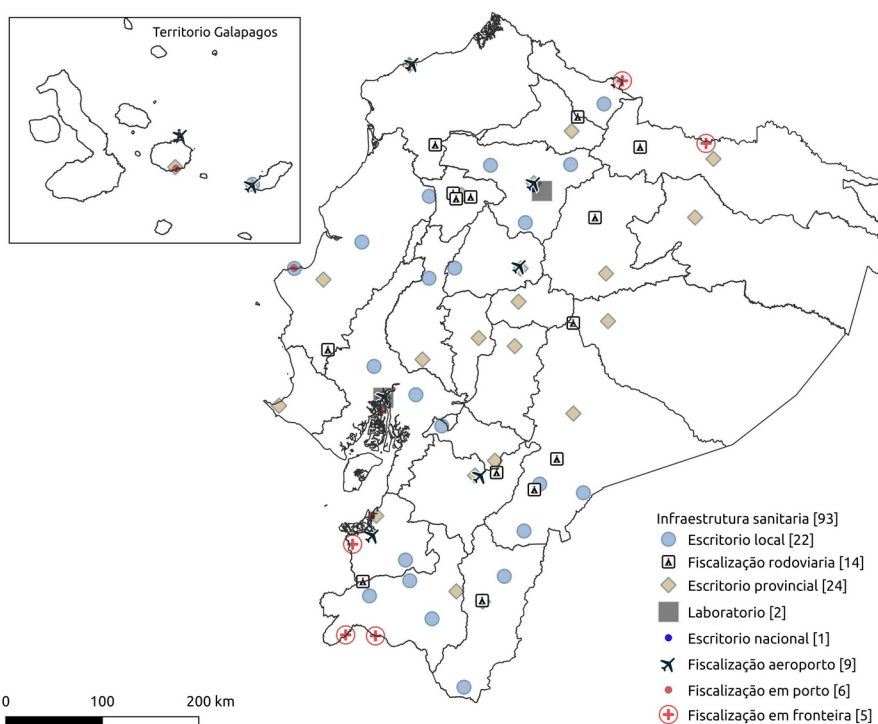 Territorio Galapagos
Infraestrutura sanitaria [93]
Escritorio local [22]
Fiscalização rodoviaria [14]
Escritorio provincial [24]
Laboratorio [2]
Escritorio nacional [1]
Fiscalização aeroporto [9]
Fiscalização em porto [6]
Fiscalização em fronteira [5]
0 100 200 km